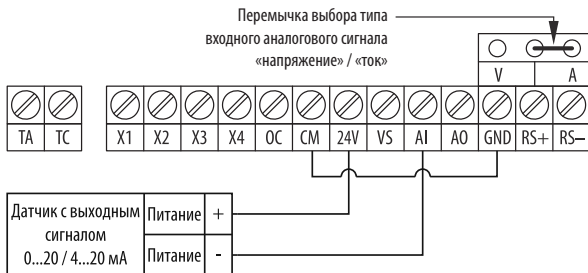 Перемычка выбора типа
входного аналогового сигнала
«напряжение» / «ток»
V A
TA TC X1 X2 X3 X4 OC CM 24V VS AI AO GND RS+ RS–
Датчик с выходным
сигналом
0...20 / 4...20 мА
Питание +
Питание -